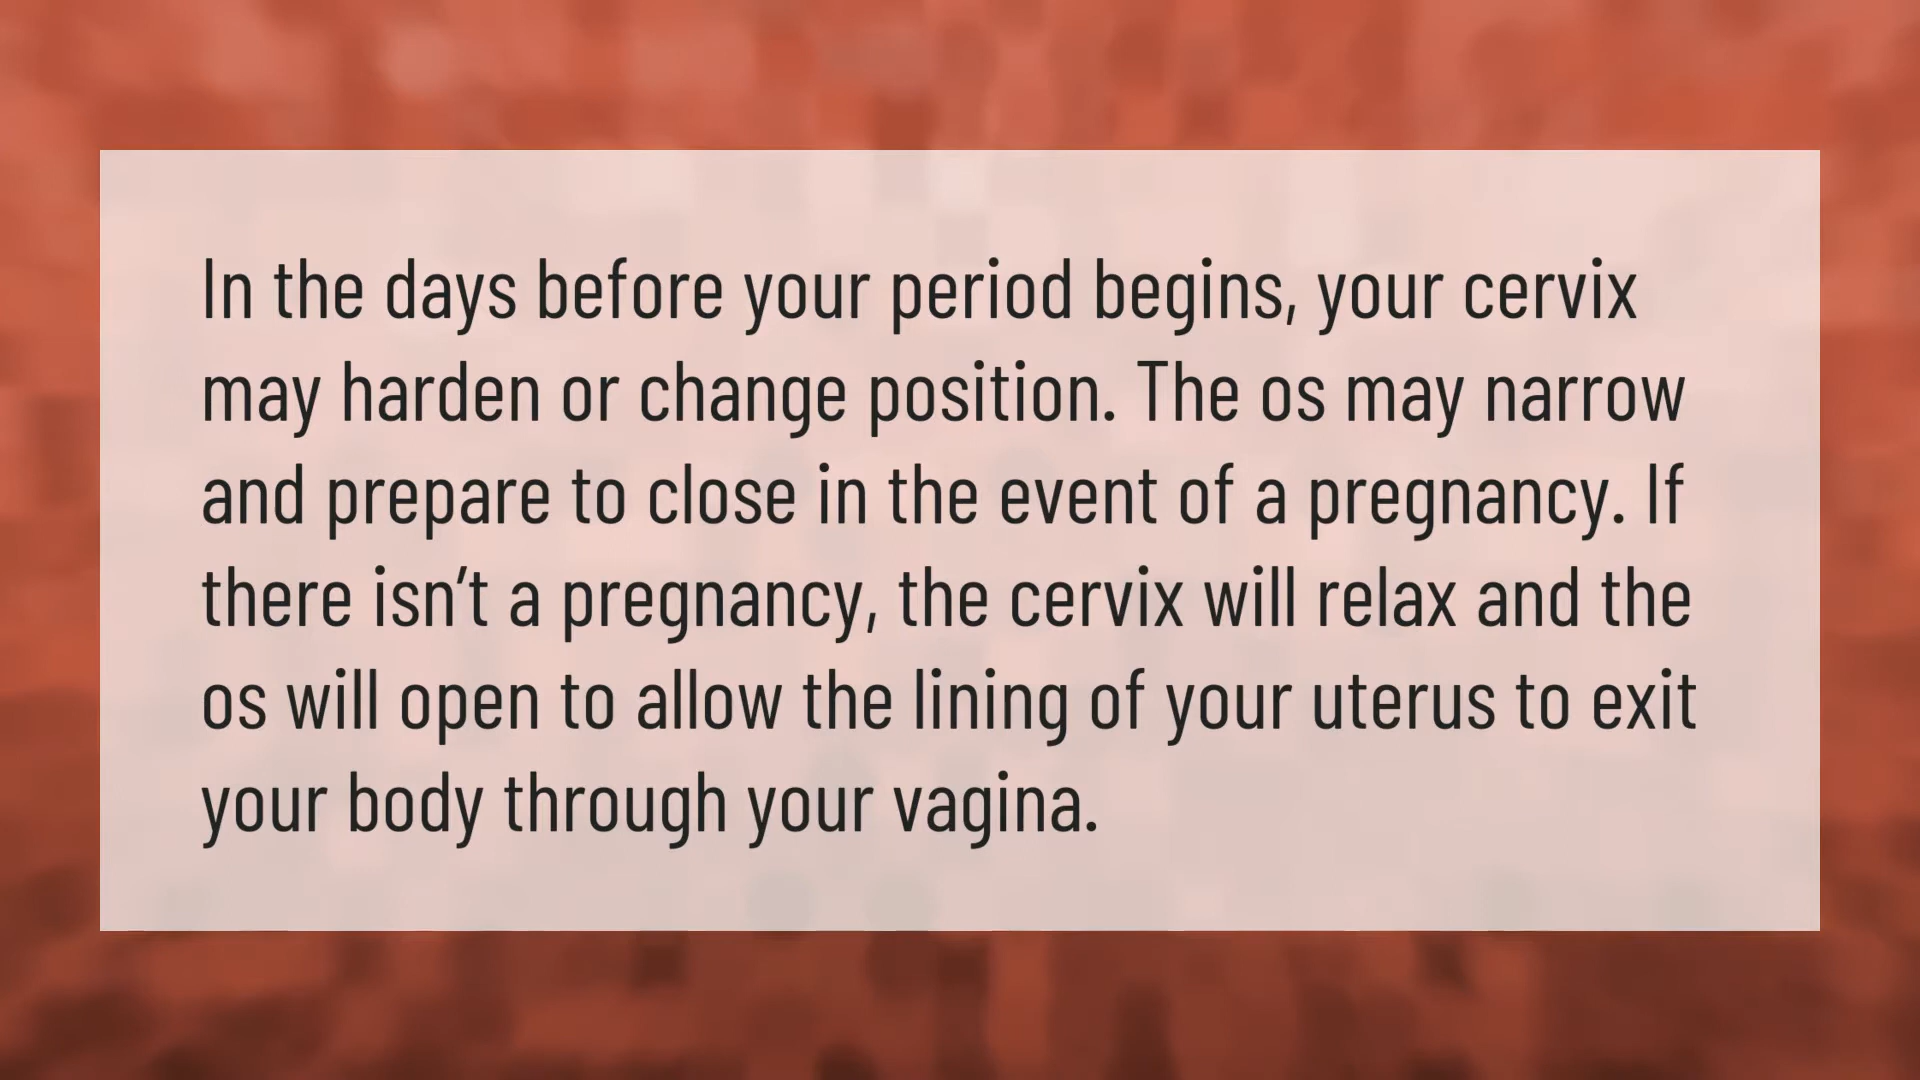 In the days before your period begins, your cervix
may harden or change position. The os may narrow
and prepare to close in the event of a pregnancy. If
there isn’t a pregnancy, the cervix will relax and the
os will open to allow the lining of your uterus to exit
your body through your vagina.